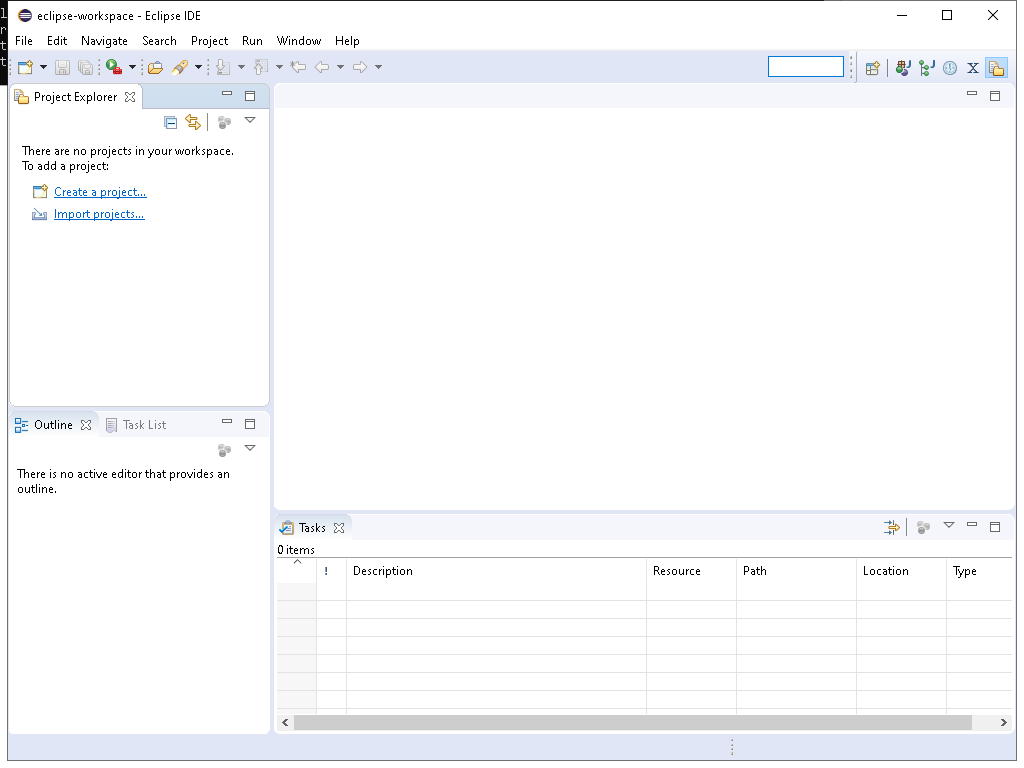 eclipse-workspace - Eclipse IDE
File Edit Navigate Search Project Run Window Help
Project Explorer
There are no projects in your workspace.
To add a project:
Create a project...
Import projects...
Outline Task List
There is no active editor that provides an
outline.
Tasks
0 items
! Description Resource Path Location Type